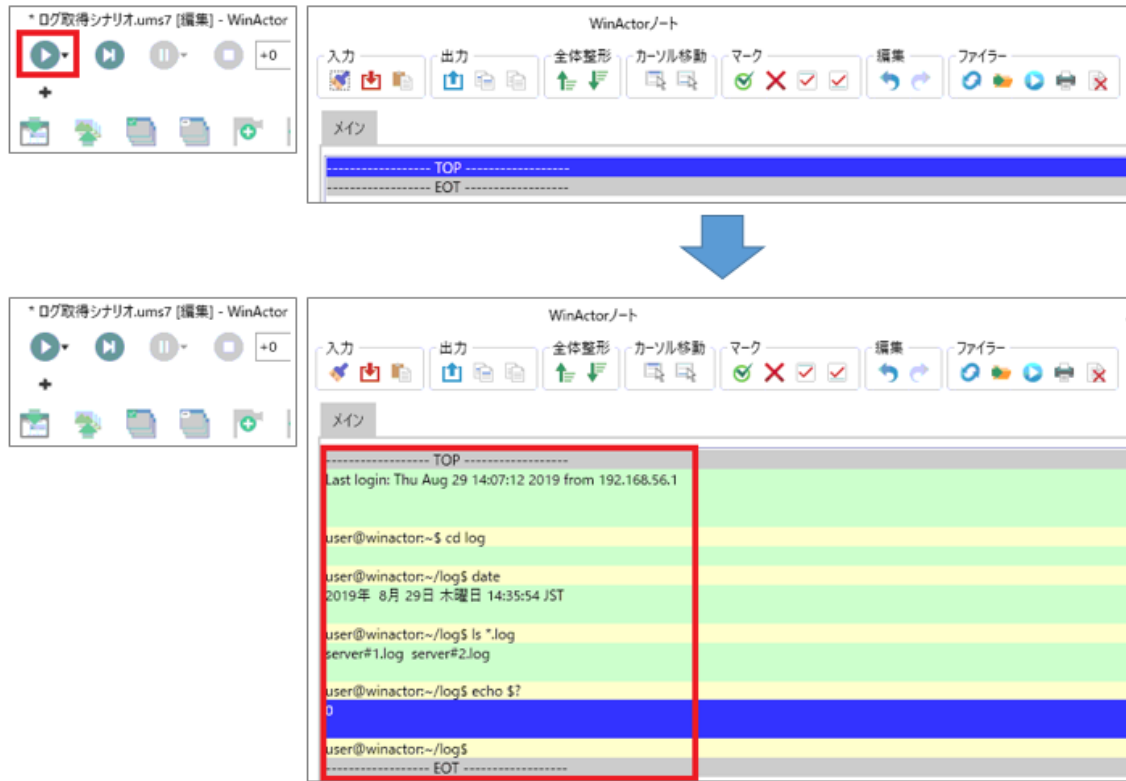 * ログ取得シナリオ.ums7 [編集] - WinActor
+0
WinActorノート
入力 出力 全体整形 カーソル移動 マーク 編集 ファイラー
メイン
------------------ TOP ------------------
------------------ EOT ------------------
* ログ取得シナリオ.ums7 [編集] - WinActor
+0
WinActorノート
入力 出力 全体整形 カーソル移動 マーク 編集 ファイラー
メイン
------------------ TOP ------------------
Last login: Thu Aug 29 14:07:12 2019 from 192.168.56.1
user@winactor:~$ cd log
user@winactor:~/log$ date
2019年 8月 29日 木曜日 14:35:54 JST
user@winactor:~/log$ ls *.log
server#1.log server#2.log
user@winactor:~/log$ echo $?
0
user@winactor:~/log$
------------------ EOT ------------------